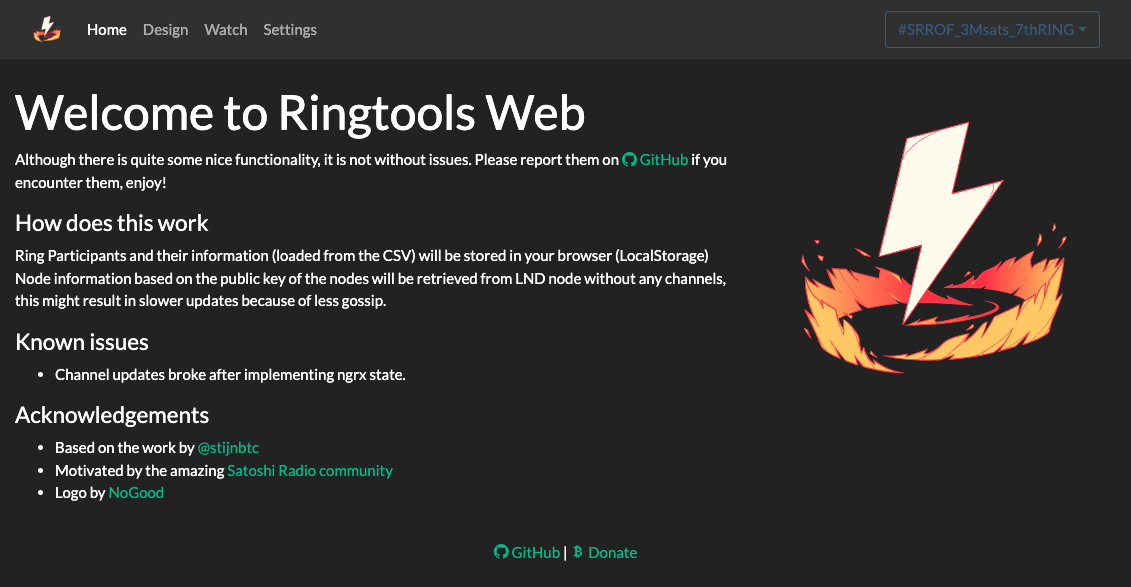 Home Design Watch Settings #SRROF_3Msats_7thRING
Welcome to Ringtools Web
Although there is quite some nice functionality, it is not without issues. Please report them on GitHub if you
encounter them, enjoy!
How does this work
Ring Participants and their information (loaded from the CSV) will be stored in your browser (LocalStorage)
Node information based on the public key of the nodes will be retrieved from LND node without any channels,
this might result in slower updates because of less gossip.
Known issues
• Channel updates broke after implementing ngrx state.
Acknowledgements
• Based on the work by @stijnbtc
• Motivated by the amazing Satoshi Radio community
• Logo by NoGood
GitHub | Donate